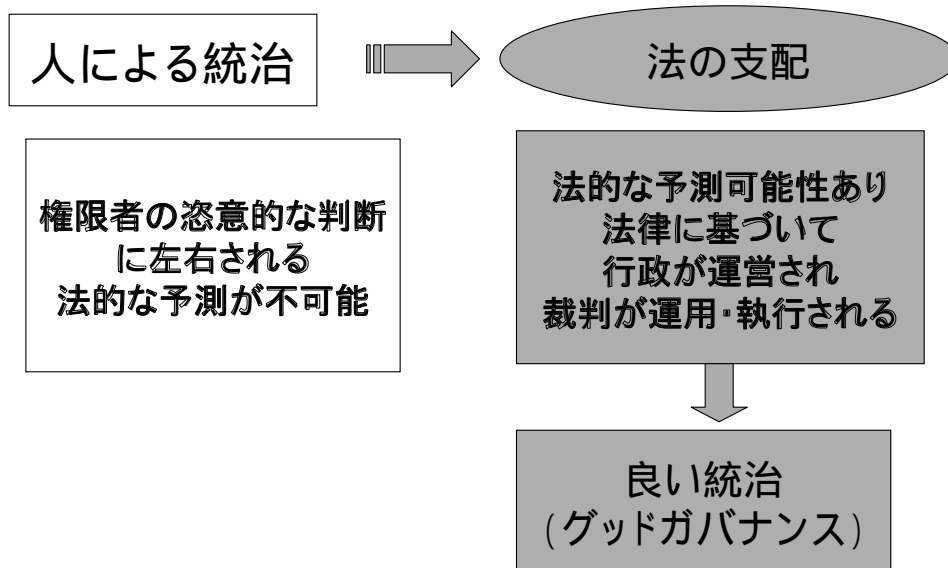 人による統治
法の支配
権限者の恣意的な判断
に左右される
法的な予測が不可能
法的な予測可能性あり
法律に基づいて
行政が運営され
裁判が運用・執行される
良い統治
(グッドガバナンス)